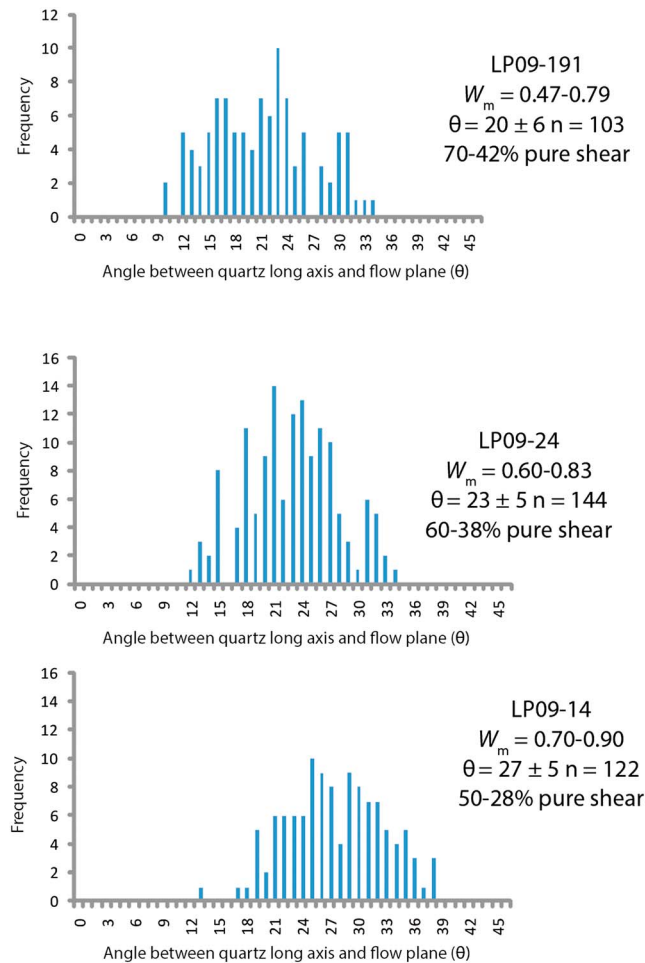 12
10
8
6
4
2
0
Frequency
0 3 6 9 12 15 18 21 24 27 30 33 36 39 42 45
Angle between quartz long axis and flow plane (θ)
LP09-191
Wm = 0.47-0.79
θ = 20 ± 6 n = 103
70-42% pure shear
16
14
12
10
8
6
4
2
0
Frequency
0 3 6 9 12 15 18 21 24 27 30 33 36 39 42 45
Angle between quartz long axis and flow plane (θ)
LP09-24
Wm = 0.60-0.83
θ = 23 ± 5 n = 144
60-38% pure shear
16
14
12
10
8
6
4
2
0
Frequency
0 3 6 9 12 15 18 21 24 27 30 33 36 39 42 45
Angle between quartz long axis and flow plane (θ)
LP09-14
Wm = 0.70-0.90
θ = 27 ± 5 n = 122
50-28% pure shear